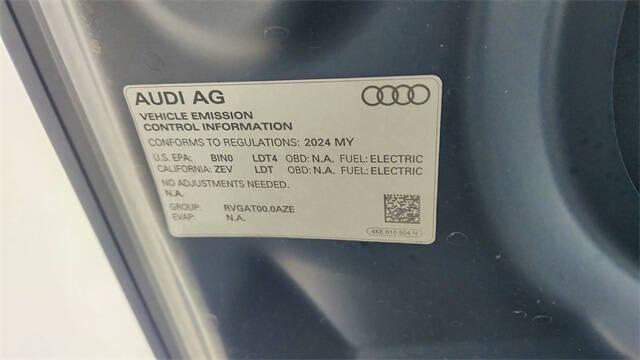 AUDI AG
VEHICLE EMISSION
CONTROL INFORMATION
CONFORMS TO REGULATIONS: 2024 MY
U.S. EPA: BIN0 LDT4 OBD: N.A. FUEL: ELECTRIC
CALIFORNIA: ZEV LDT OBD: N.A. FUEL: ELECTRIC
NO ADJUSTMENTS NEEDED.
N.A.
GROUP: RVGAT00.0AZE
EVAP: N.A.